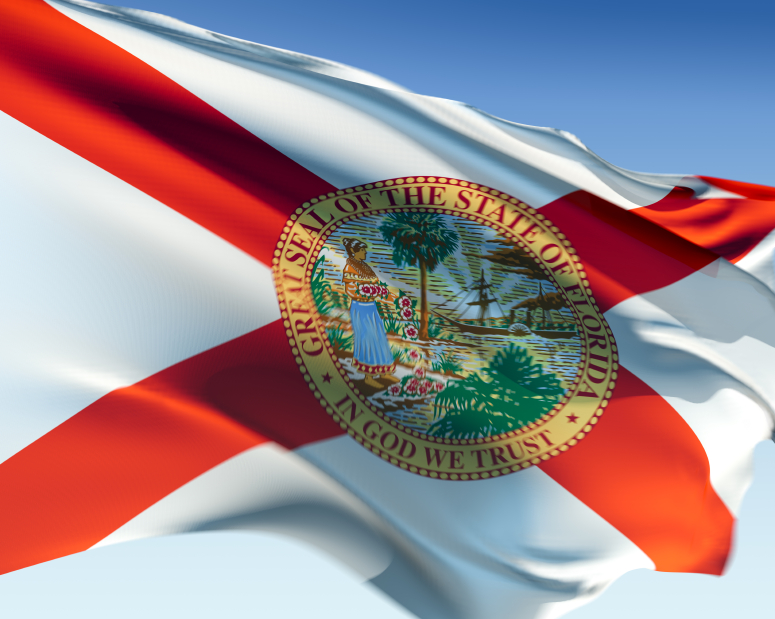 GREAT SEAL OF THE STATE OF FLORIDA
IN GOD WE TRUST